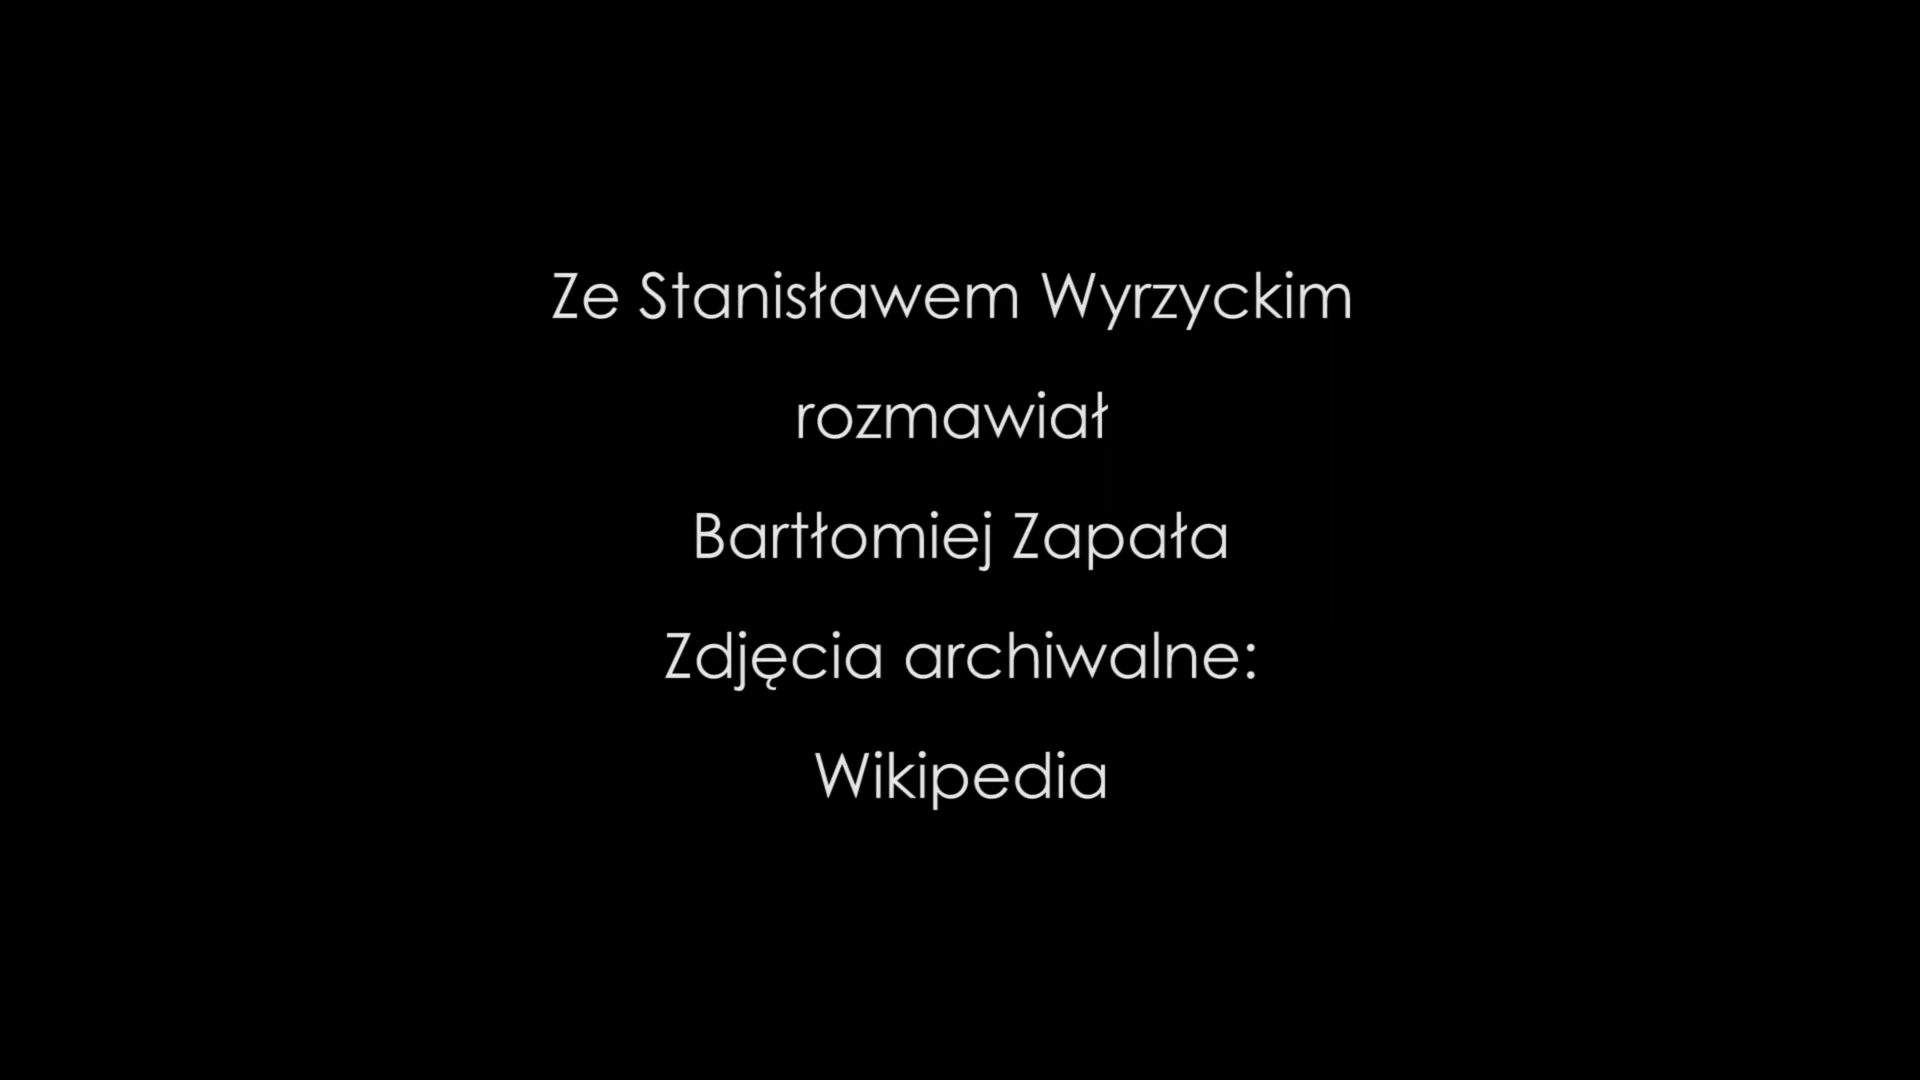 Ze Stanisławem Wyrzyckim
rozmawiał
Bartłomiej Zapała
Zdjęcia archiwalne:
Wikipedia